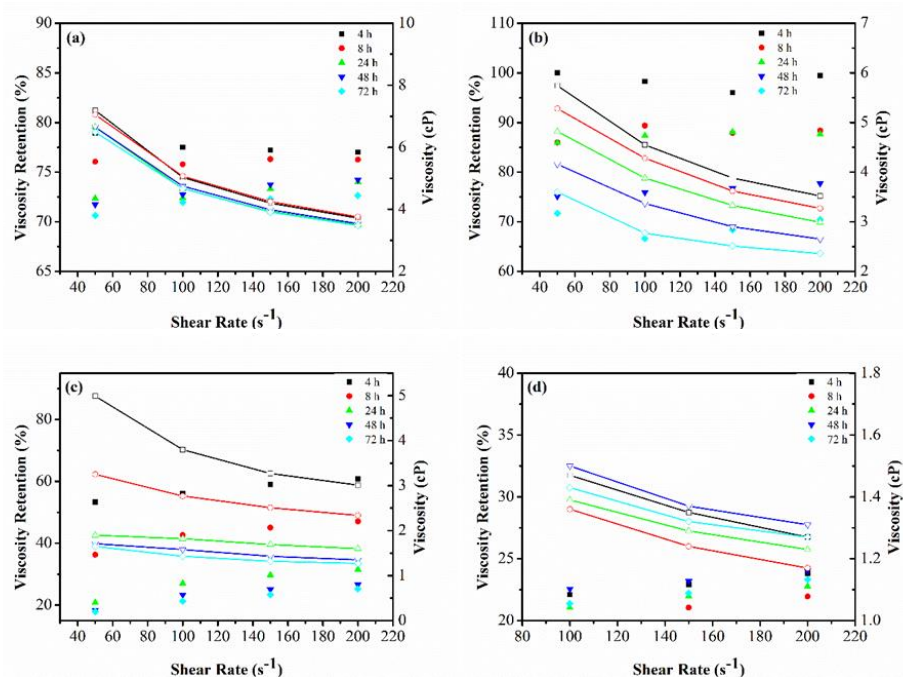 (a)
4 h
8 h
24 h
48 h
72 h
90
85
80
75
70
65
10
8
6
4
2
Viscosity Retention (%)
Viscosity (cP)
40 60 80 100 120 140 160 180 200 220
Shear Rate (s-1)
(b)
4 h
8 h
24 h
48 h
72 h
110
100
90
80
70
60
7
6
5
4
3
2
Viscosity Retention (%)
Viscosity (cP)
40 60 80 100 120 140 160 180 200 220
Shear Rate (s-1)
(c)
4 h
8 h
24 h
48 h
72 h
80
60
40
20
5
4
3
2
1
0
Viscosity Retention (%)
Viscosity (cP)
40 60 80 100 120 140 160 180 200 220
Shear Rate (s-1)
(d)
4 h
8 h
24 h
48 h
72 h
40
35
30
25
20
1.8
1.6
1.4
1.2
1.0
Viscosity Retention (%)
Viscosity (cP)
80 100 120 140 160 180 200 220
Shear Rate (s-1)